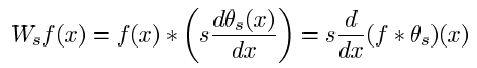 W_s f(x) = f(x) * \left( s \frac{d\theta_s(x)}{dx} \right) = s \frac{d}{dx} (f * \theta_s)(x)